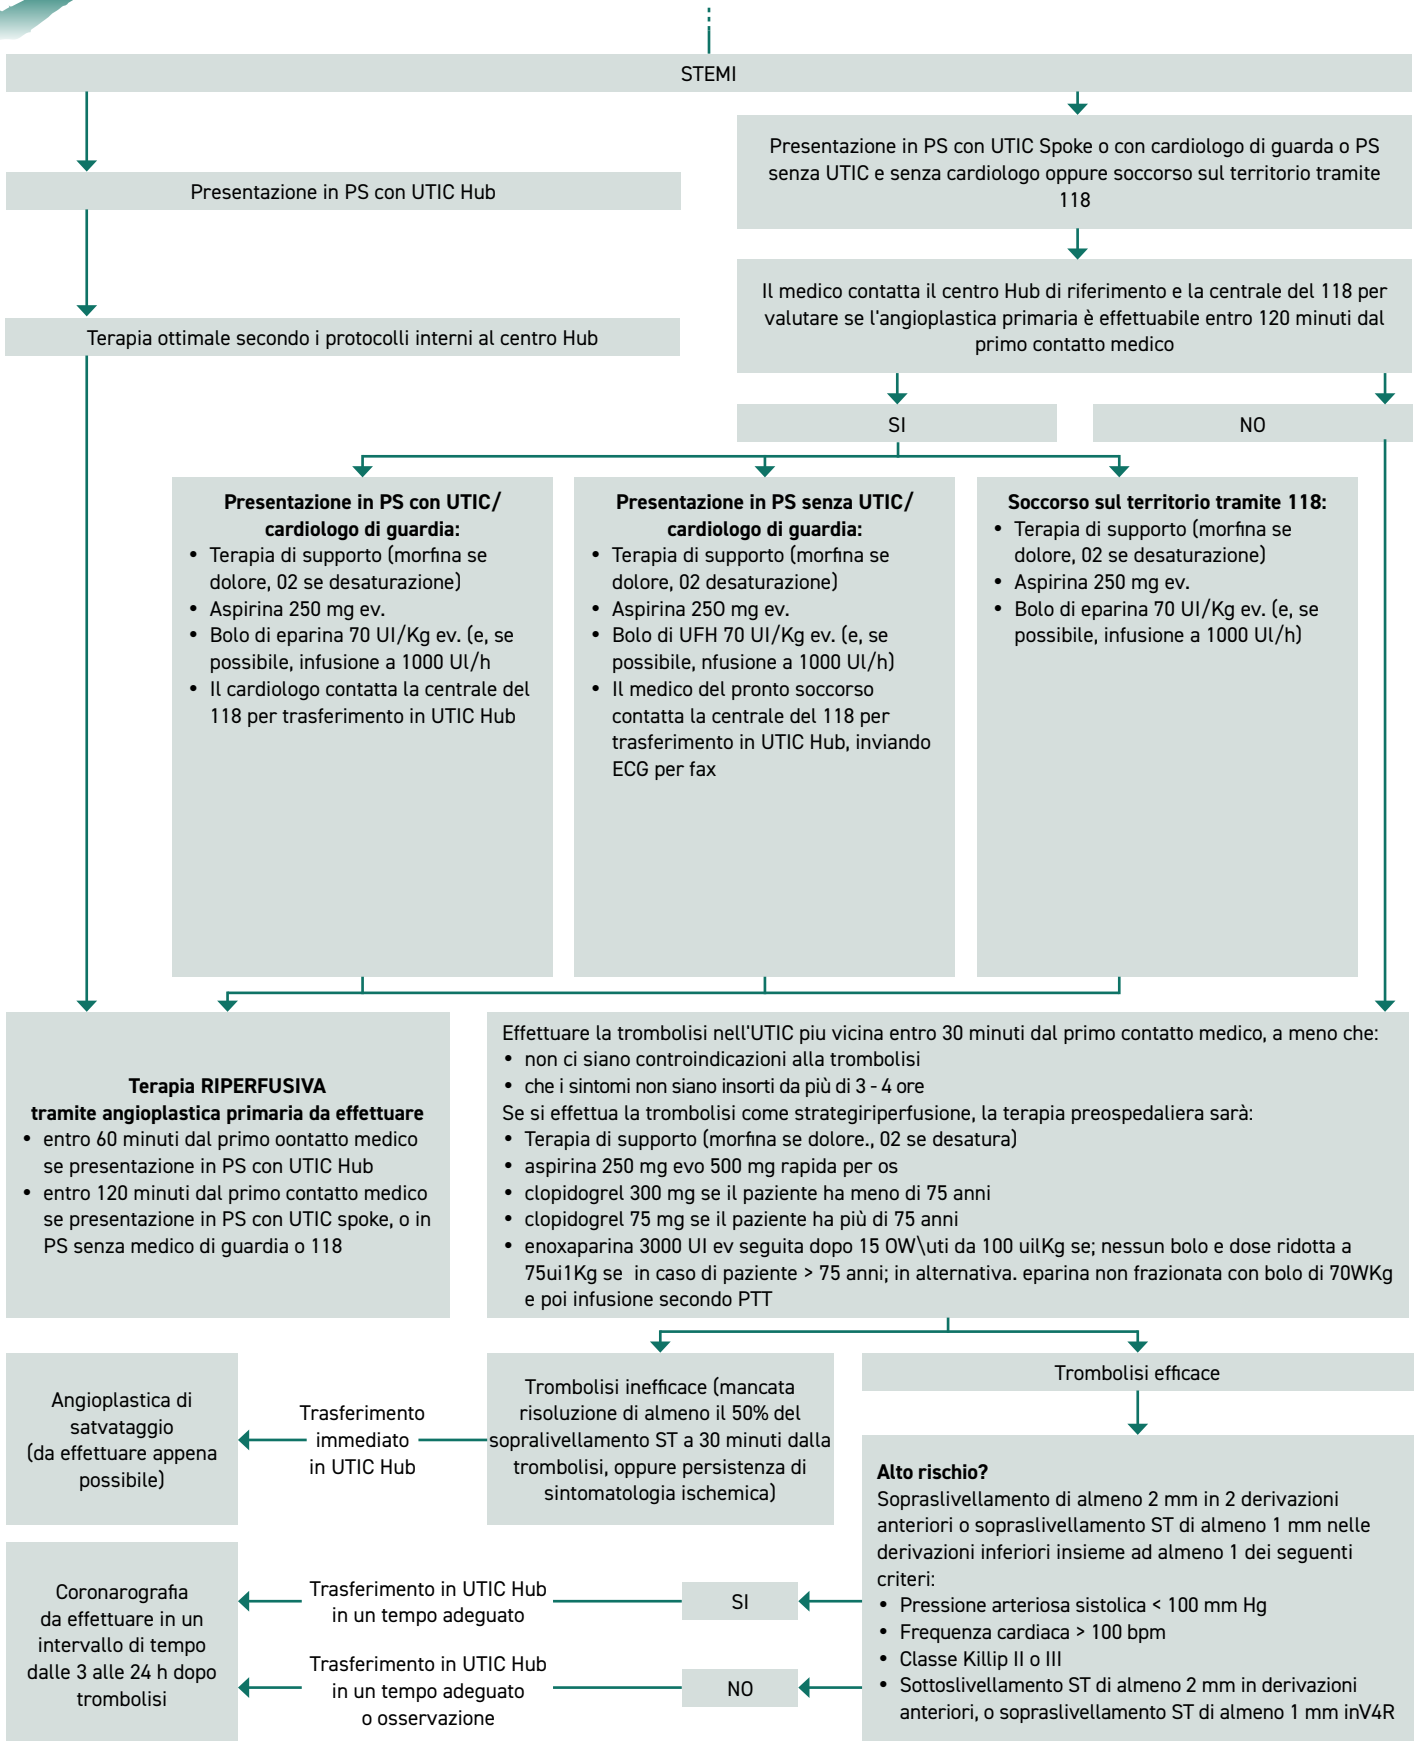 STEMI
Presentazione in PS con UTIC Hub
Terapia ottimale secondo i protocolli interni al centro Hub
Presentazione in PS con UTIC Spoke o con cardiologo di guarda o PS
senza UTIC e senza cardiologo oppure soccorso sul territorio tramite
118
Il medico contatta il centro Hub di riferimento e la centrale del 118 per
valutare se l'angioplastica primaria è effettuabile entro 120 minuti dal
primo contatto medico
SI
NO
Presentazione in PS con UTIC/
cardiologo di guardia:
• Terapia di supporto (morfina se
dolore, 02 se desaturazione)
• Aspirina 250 mg ev.
• Bolo di eparina 70 UI/Kg ev. (e, se
possibile, infusione a 1000 Ul/h
• Il cardiologo contatta la centrale del
118 per trasferimento in UTIC Hub
Presentazione in PS senza UTIC/
cardiologo di guardia:
• Terapia di supporto (morfina se
dolore, 02 desaturazione)
• Aspirina 25O mg ev.
• Bolo di UFH 70 UI/Kg ev. (e, se
possibile, nfusione a 1000 Ul/h)
• Il medico del pronto soccorso
contatta la centrale del 118 per
trasferimento in UTIC Hub, inviando
ECG per fax
Soccorso sul territorio tramite 118:
• Terapia di supporto (morfina se
dolore, 02 se desaturazione)
• Aspirina 250 mg ev.
• Bolo di eparina 70 UI/Kg ev. (e, se
possibile, infusione a 1000 Ul/h)
Terapia RIPERFUSIVA
tramite angioplastica primaria da effettuare
• entro 60 minuti dal primo oontatto medico
se presentazione in PS con UTIC Hub
• entro 120 minuti dal primo contatto medico
se presentazione in PS con UTIC spoke, o in
PS senza medico di guardia o 118
Effettuare la trombolisi nell'UTIC piu vicina entro 30 minuti dal primo contatto medico, a meno che:
• non ci siano controindicazioni alla trombolisi
• che i sintomi non siano insorti da più di 3 - 4 ore
Se si effettua la trombolisi come strategiriperfusione, la terapia preospedaliera sarà:
• Terapia di supporto (morfina se dolore., 02 se desatura)
• aspirina 250 mg evo 500 mg rapida per os
• clopidogrel 300 mg se il paziente ha meno di 75 anni
• clopidogrel 75 mg se il paziente ha più di 75 anni
• enoxaparina 3000 UI ev seguita dopo 15 OW\uti da 100 uilKg se; nessun bolo e dose ridotta a
75ui1Kg se in caso di paziente > 75 anni; in alternativa. eparina non frazionata con bolo di 70WKg
e poi infusione secondo PTT
Angioplastica di
satvataggio
(da effettuare appena
possibile)
Trasferimento
immediato
in UTIC Hub
Trombolisi inefficace (mancata
risoluzione di almeno il 50% del
sopralivellamento ST a 30 minuti dalla
trombolisi, oppure persistenza di
sintomatologia ischemica)
Trombolisi efficace
Alto rischio?
Sopraslivellamento di almeno 2 mm in 2 derivazioni
anteriori o sopraslivellamento ST di almeno 1 mm nelle
derivazioni inferiori insieme ad almeno 1 dei seguenti
criteri:
• Pressione arteriosa sistolica < 100 mm Hg
• Frequenza cardiaca > 100 bpm
• Classe Killip II o III
• Sottoslivellamento ST di almeno 2 mm in derivazioni
anteriori, o sopraslivellamento ST di almeno 1 mm inV4R
Coronarografia
da effettuare in un
intervallo di tempo
dalle 3 alle 24 h dopo
trombolisi
Trasferimento in UTIC Hub
in un tempo adeguato
SI
Trasferimento in UTIC Hub
in un tempo adeguato
o osservazione
NO